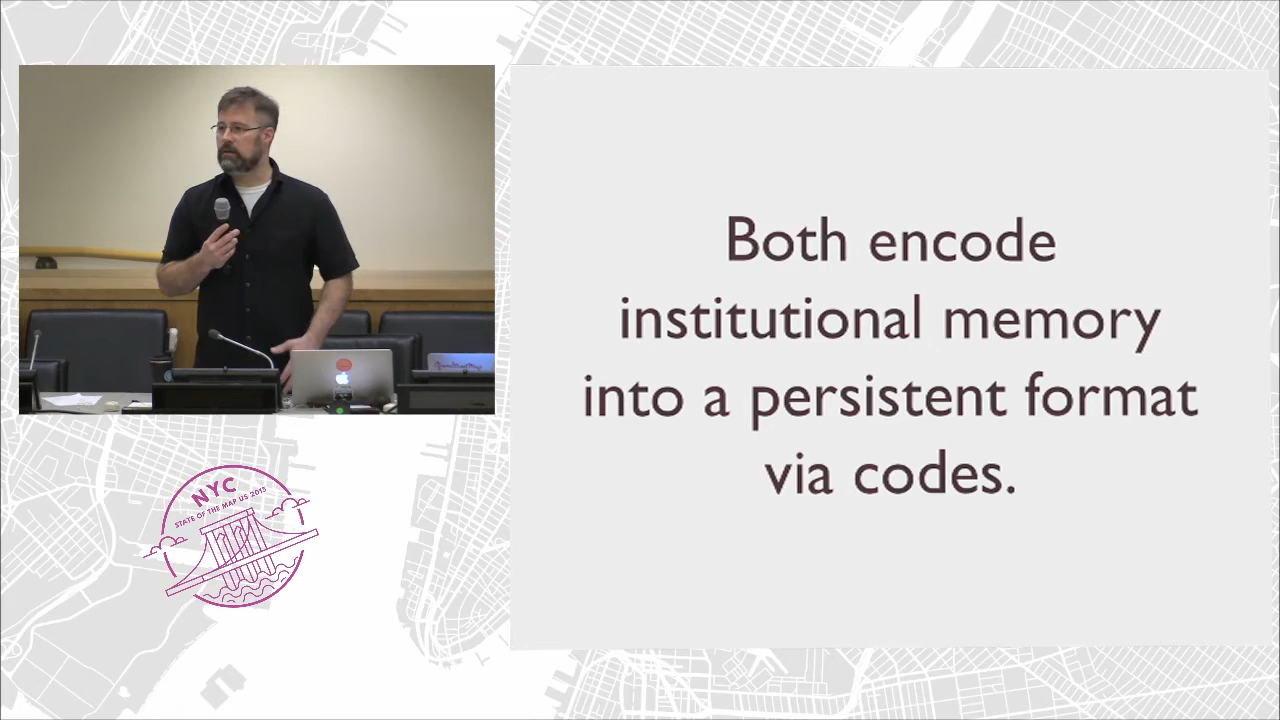 Both encode
institutional memory
into a persistent format
via codes.
NYC
STATE OF THE MAP US 2015